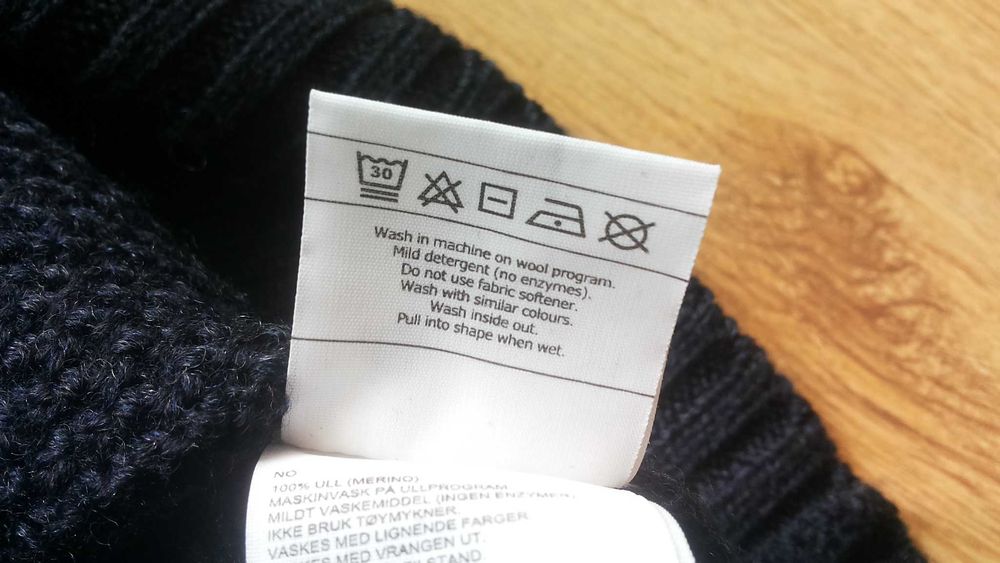 30
Wash in machine on wool program.
Mild detergent (no enzymes).
Do not use fabric softener.
Wash with similar colours.
Wash inside out.
Pull into shape when wet.
NO
100% ULL (MERINO)
MASKINVASK PÅ ULLPROGRAM
MILDT VASKEMIDDEL (INGEN ENZYMER)
IKKE BRUK TØYMYKNER.
VASKES MED LIGNENDE FARGER
VASKES MED VRANGEN UT.
STAND.